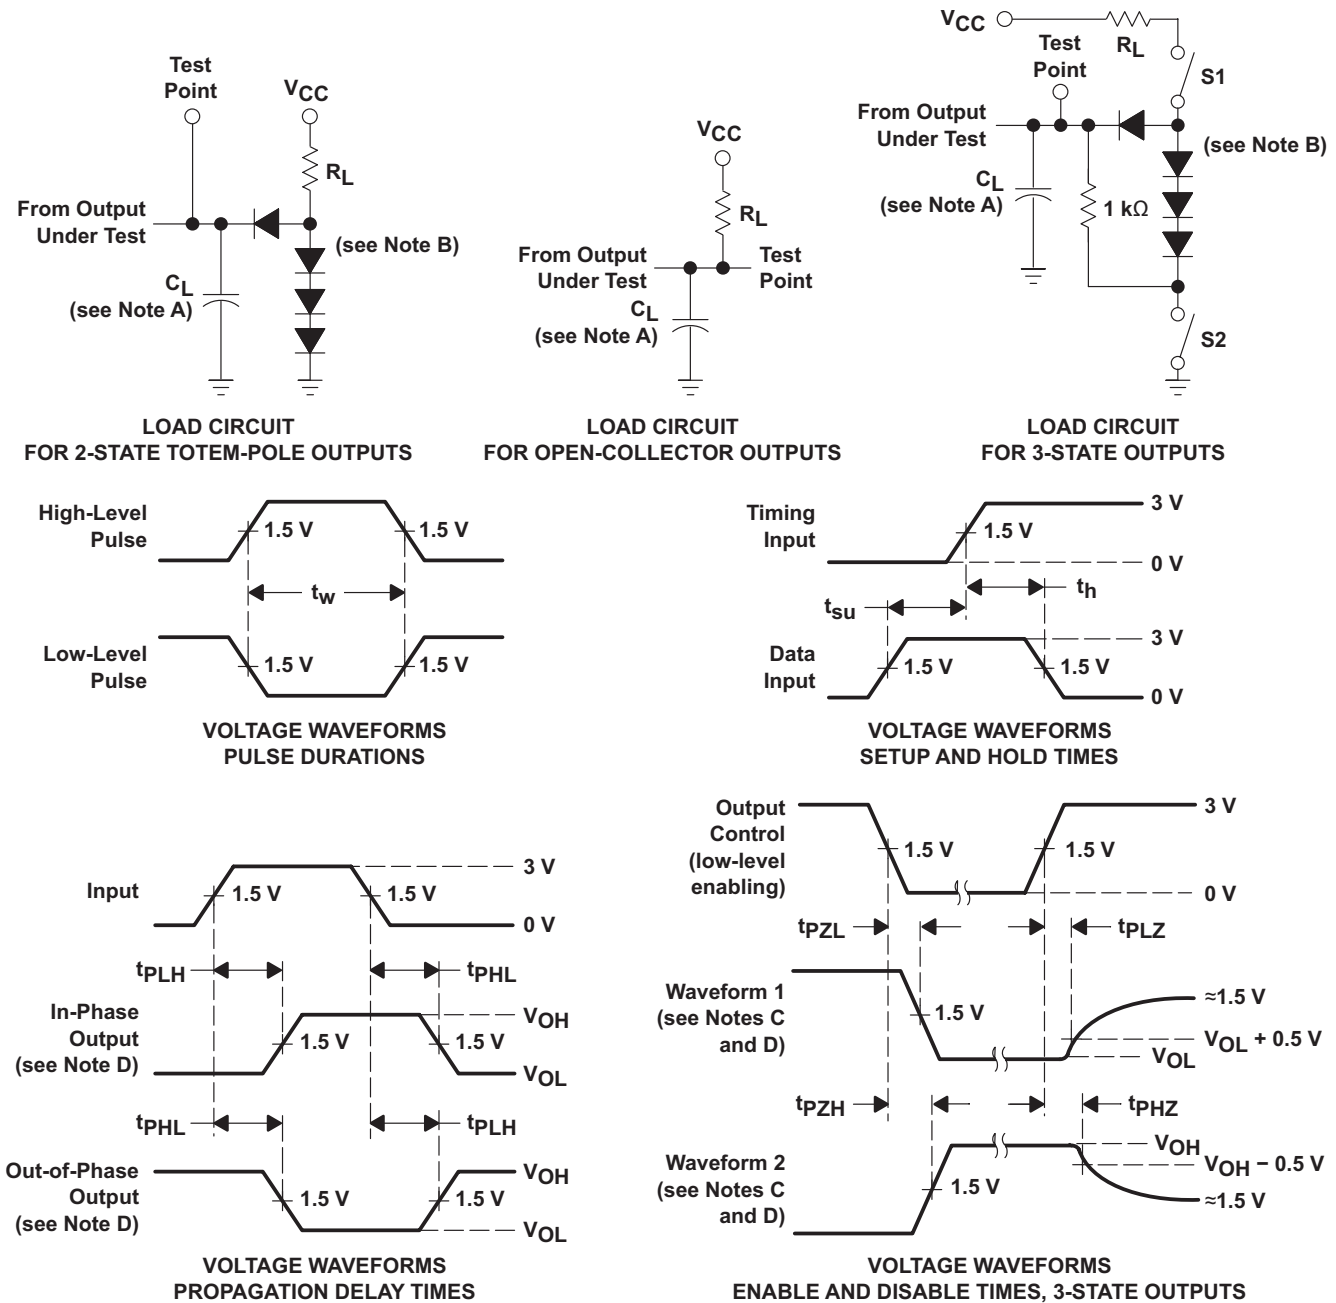 Test
Point
VCC
RL
From Output
Under Test
(see Note B)
CL
(see Note A)
LOAD CIRCUIT
FOR 2-STATE TOTEM-POLE OUTPUTS
VCC
RL
From Output
Under Test
Test
Point
CL
(see Note A)
LOAD CIRCUIT
FOR OPEN-COLLECTOR OUTPUTS
VCC
RL
Test
Point
S1
From Output
Under Test
(see Note B)
CL
(see Note A)
1 kΩ
S2
LOAD CIRCUIT
FOR 3-STATE OUTPUTS
High-Level
Pulse
1.5 V
1.5 V
tw
Low-Level
Pulse
1.5 V
1.5 V
VOLTAGE WAVEFORMS
PULSE DURATIONS
Timing
Input
1.5 V
3 V
0 V
th
tsu
Data
Input
1.5 V
1.5 V
3 V
0 V
VOLTAGE WAVEFORMS
SETUP AND HOLD TIMES
Input
1.5 V
1.5 V
3 V
0 V
tPLH
tPHL
In-Phase
Output
(see Note D)
1.5 V
1.5 V
VOH
VOL
tPHL
tPLH
Out-of-Phase
Output
(see Note D)
1.5 V
1.5 V
VOH
VOL
VOLTAGE WAVEFORMS
PROPAGATION DELAY TIMES
Output
Control
(low-level
enabling)
1.5 V
1.5 V
3 V
0 V
tPZL
tPLZ
Waveform 1
(see Notes C
and D)
1.5 V
≈1.5 V
VOL + 0.5 V
VOL
tPZH
tPHZ
Waveform 2
(see Notes C
and D)
1.5 V
VOH
VOH − 0.5 V
≈1.5 V
VOLTAGE WAVEFORMS
ENABLE AND DISABLE TIMES, 3-STATE OUTPUTS